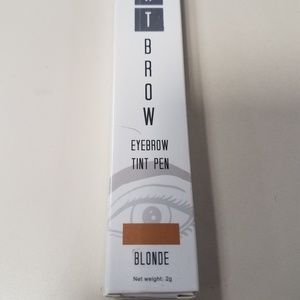 T
BROW
EYEBROW
TINT PEN
BLONDE
Net weight: 2g